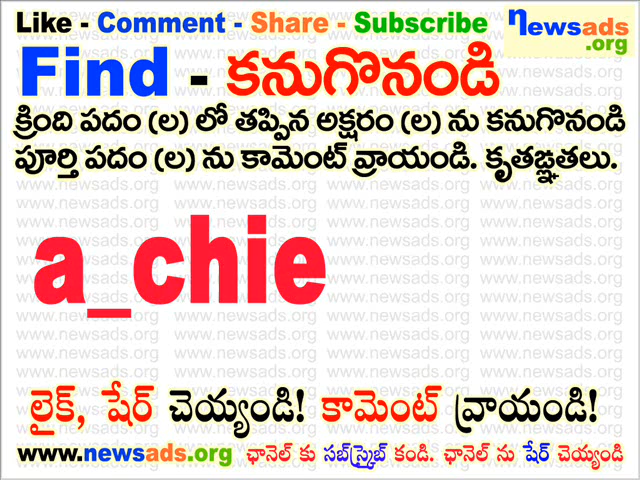 Like - Comment - Share - Subscribe
newsads
.org
Find - కనుగొనండి
క్రింది పదం (ల) లో తప్పిన అక్షరం (ల) ను కనుగొనండి
పూర్తి పదం (ల) ను కామెంట్ వ్రాయండి. కృతఙ్ఞతలు.
a_chie
లైక్, షేర్ చెయ్యండి! కామెంట్ వ్రాయండి!
www.newsads.org ఛానెల్ కు సబ్‌స్క్రైబ్ కండి. ఛానెల్ ను షేర్ చెయ్యండి